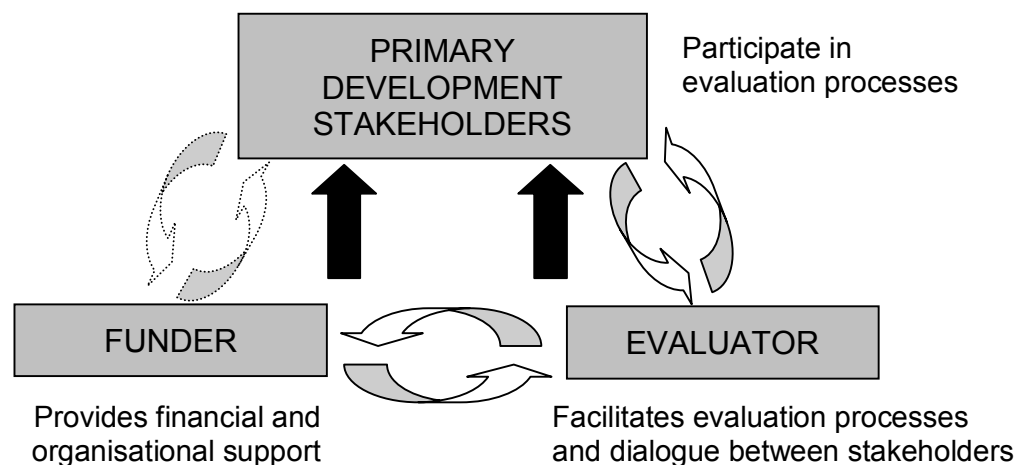 PRIMARY
DEVELOPMENT
STAKEHOLDERS
Participate in
evaluation processes
FUNDER
EVALUATOR
Provides financial and
organisational support
Facilitates evaluation processes
and dialogue between stakeholders